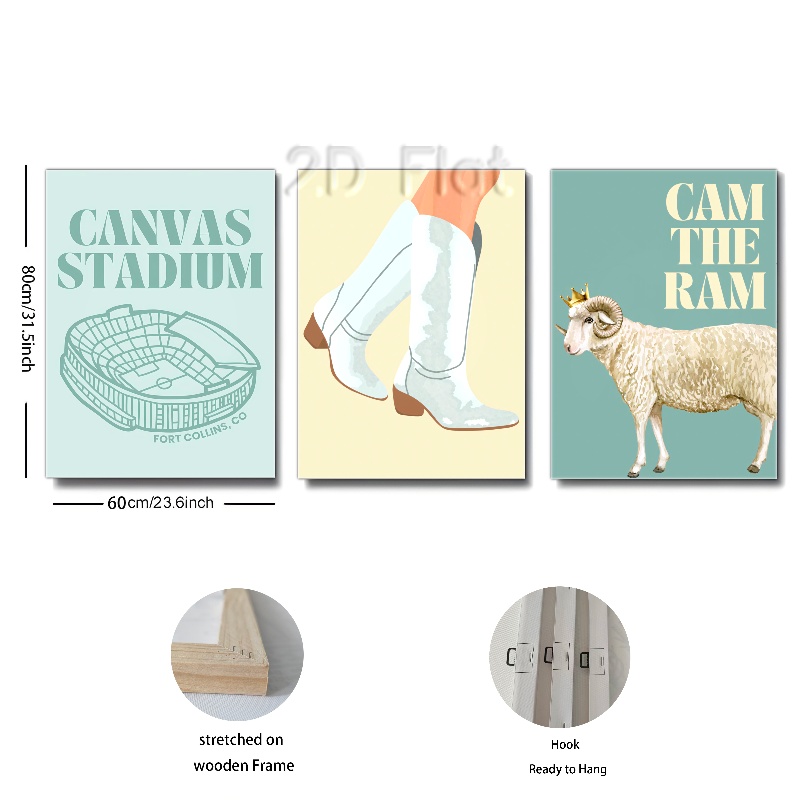 2D Flat
CANVAS
STADIUM
FORT COLLINS, CO
CAM
THE
RAM
80cm/31.5inch
60cm/23.6inch
stretched on
wooden Frame
Hook
Ready to Hang